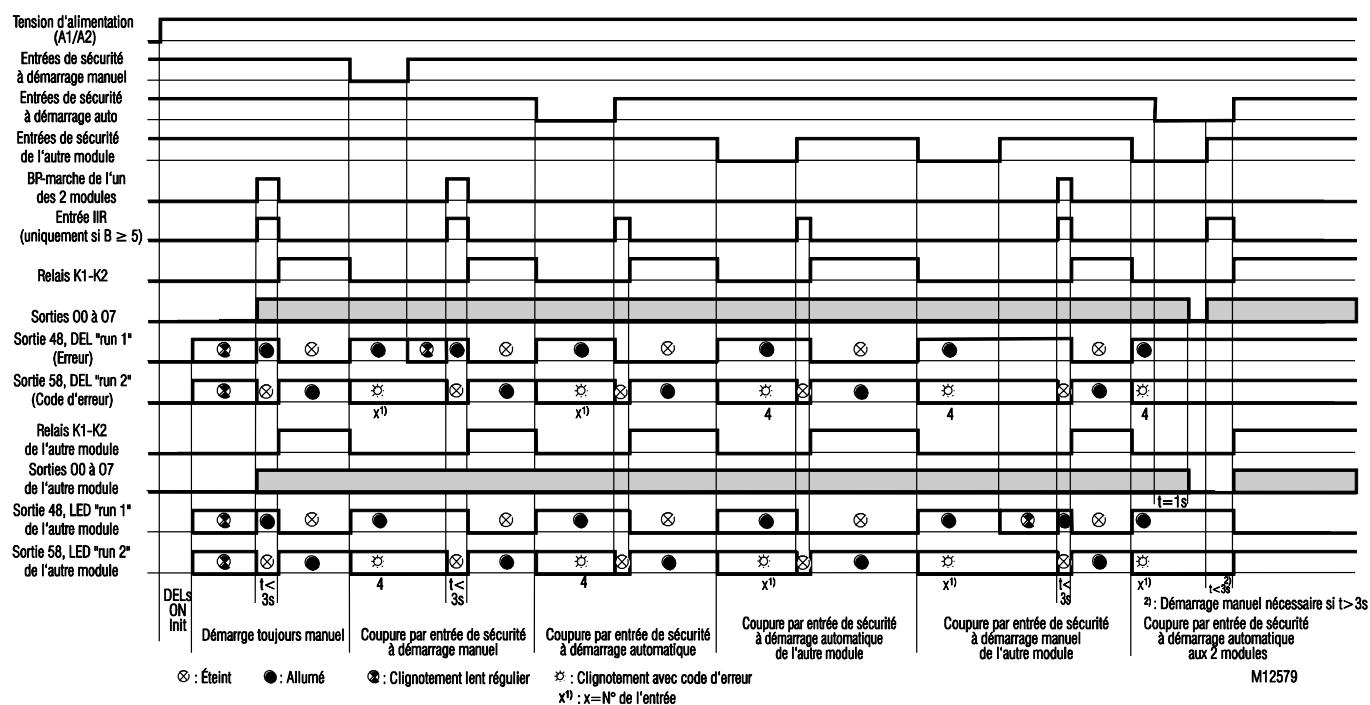 Tension d'alimentation
(A1/A2)
Entrées de sécurité
à démarrage manuel
Entrées de sécurité
à démarrage auto
Entrées de sécurité
de l'autre module
BP-marche de l'un
des 2 modules
Entrée IIR
(uniquement si B ≥ 5)
Relais K1-K2
Sorties 00 à 07
Sortie 48, DEL "run 1"
(Erreur)
Sortie 58, DEL "run 2"
(Code d'erreur)
x1) x1) 4 4 4
Relais K1-K2
de l'autre module
Sorties 00 à 07
de l'autre module
t=1s
Sortie 48, LED "run 1"
de l'autre module
Sortie 58, LED "run 2"
de l'autre module
t< 3s 4 t< 3s 4 x1) x1) t< 3s x1) t<3s2)
DELs
ON
Init
2) : Démarrage manuel nécessaire si t>3s
Démarrge toujours manuel
Coupure par entrée de sécurité
à démarrage manuel
Coupure par entrée de sécurité
à démarrage automatique
Coupure par entrée de sécurité
à démarrage automatique
de l'autre module
Coupure par entrée de sécurité
à démarrage manuel
de l'autre module
Coupure par entrée de sécurité
à démarrage automatique
aux 2 modules
: Éteint : Allumé : Clignotement lent régulier : Clignotement avec code d'erreur
x1) : x=N° de l'entrée
M12579